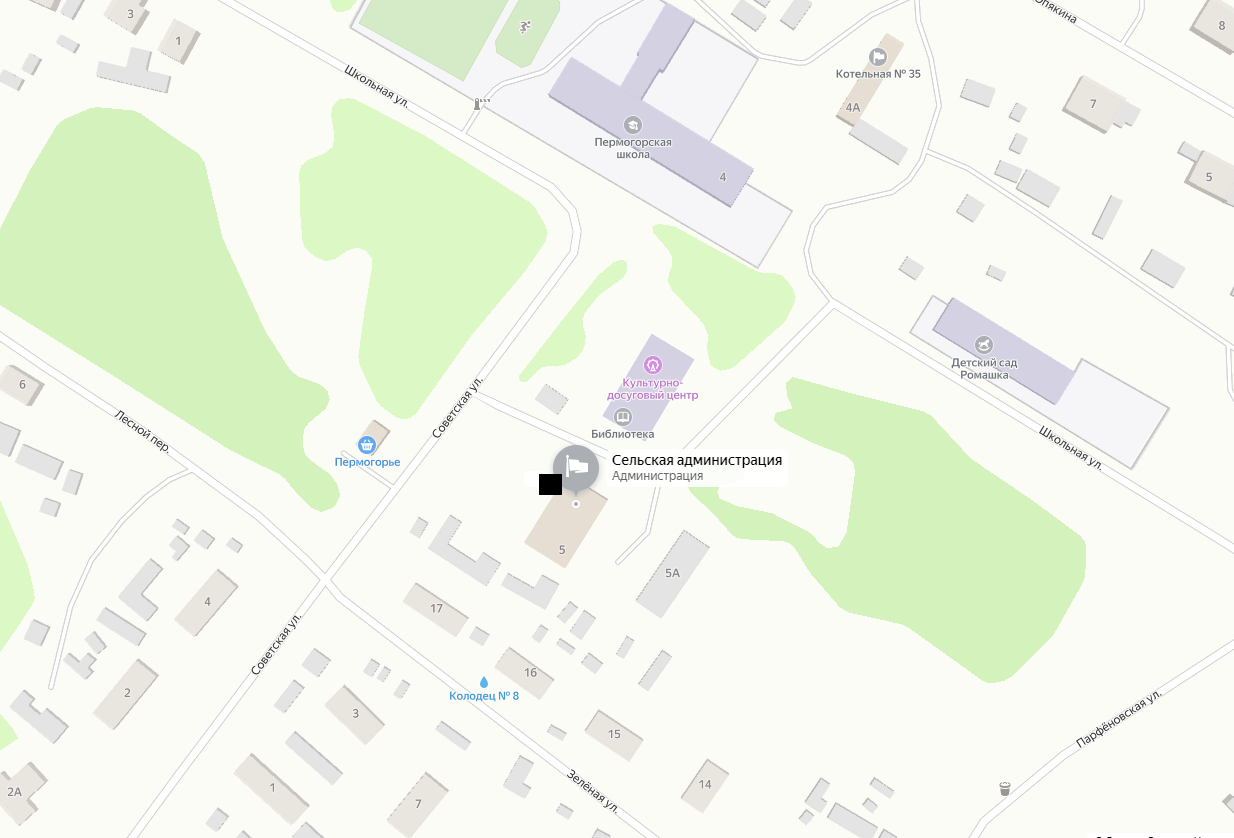 3
1
Опякина
8
Школьная ул.
Котельная № 35
4А
7
Пермогорская
школа
4
5
6
Лесной пер.
Советская ул.
Культурно-
досуговый центр
Библиотека
Детский сад
Ромашка
Школьная ул.
Пермогорье
Сельская администрация
Администрация
5
5А
4
17
Советская ул.
16
Колодец № 8
2
3
15
Парфёновская ул.
1
2А
7
Зелёная ул.
14